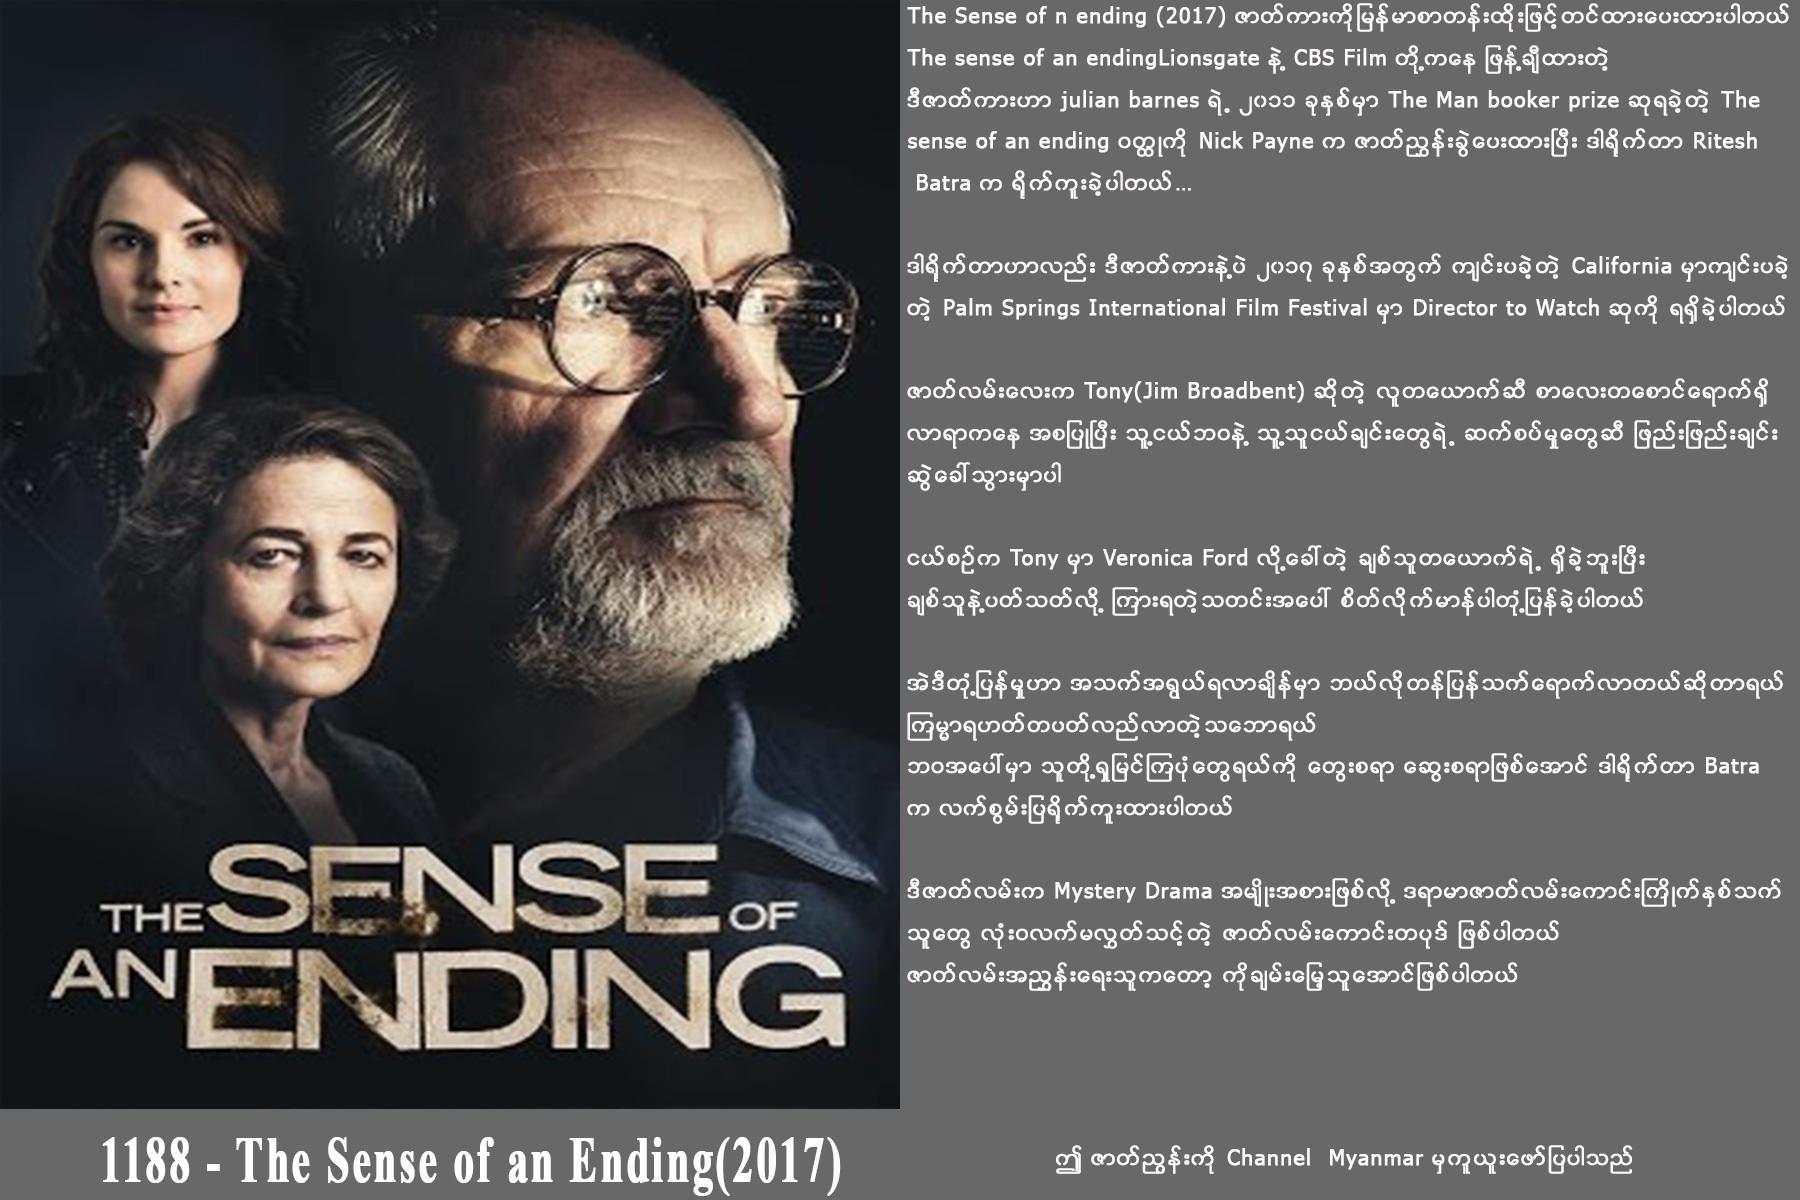 THE SENSE OF
AN ENDING
1188 - The Sense of an Ending(2017)
The Sense of n ending (2017) ဇာတ်ကားကိုမြန်မာစာတန်းထိုးဖြင့်တင်ထားပေးထားပါတယ်
The sense of an endingLionsgate နဲ့ CBS Film တို့ကနေ ဖြန့်ချီထားတဲ့
ဒီဇာတ်ကားဟာ julian barnes ရဲ့ ၂၀၁၁ ခုနှစ်မှာ The Man booker prize ဆုရခဲ့တဲ့ The
sense of an ending ဝတ္ထုကို Nick Payne က ဇာတ်ညွှန်းခွဲပေးထားပြီး ဒါရိုက်တာ Ritesh
Batra က ရိုက်ကူးခဲ့ပါတယ်...
ဒါရိုက်တာဟာလည်း ဒီဇာတ်ကားနဲ့ပဲ ၂၀၁၇ ခုနှစ်အတွက် ကျင်းပခဲ့တဲ့ California မှာကျင်းပခဲ့
တဲ့ Palm Springs International Film Festival မှာ Director to Watch ဆုကို ရရှိခဲ့ပါတယ်
ဇာတ်လမ်းလေးက Tony(Jim Broadbent) ဆိုတဲ့ လူတယောက်ဆီ စာလေးတစောင်ရောက်ရှိ
လာရာကနေ အစပြုပြီး သူ့ငယ်ဘဝနဲ့ သူ့သူငယ်ချင်းတွေရဲ့ ဆက်စပ်မှုတွေဆီ ဖြည်းဖြည်းချင်း
ဆွဲခေါ်သွားမှာပါ
ငယ်စဉ်က Tony မှာ Veronica Ford လို့ခေါ်တဲ့ ချစ်သူတယောက်ရဲ့ ရှိခဲ့ဘူးပြီး
ချစ်သူနဲ့ပတ်သတ်လို့ ကြားရတဲ့သတင်းအပေါ် စိတ်လိုက်မာန်ပါတုံ့ပြန်ခဲ့ပါတယ်
အဲဒီတုံ့ပြန်မှုဟာ အသက်အရွယ်ရလာချိန်မှာ ဘယ်လိုတန်ပြန်သက်ရောက်လာတယ်ဆိုတာရယ်
ကြမ္မာရဟတ်တပတ်လည်လာတဲ့သဘောရယ်
ဘဝအပေါ်မှာ သူတို့ရှုမြင်ကြပုံတွေရယ်ကို တွေးစရာ ဆွေးစရာဖြစ်အောင် ဒါရိုက်တာ Batra
က လက်စွမ်းပြရိုက်ကူးထားပါတယ်
ဒီဇာတ်လမ်းက Mystery Drama အမျိုးအစားဖြစ်လို့ ဒရာမာဇာတ်လမ်းကောင်းကြိုက်နှစ်သက်
သူတွေ လုံးဝလက်မလွှတ်သင့်တဲ့ ဇာတ်လမ်းကောင်းတပုဒ် ဖြစ်ပါတယ်
ဇာတ်လမ်းအညွှန်းရေးသူကတော့ ကိုချမ်းမြေ့သူအောင်ဖြစ်ပါတယ်
ဤ ဇာတ်ညွှန်းကို Channel Myanmar မှကူယူးဖော်ပြပါသည်